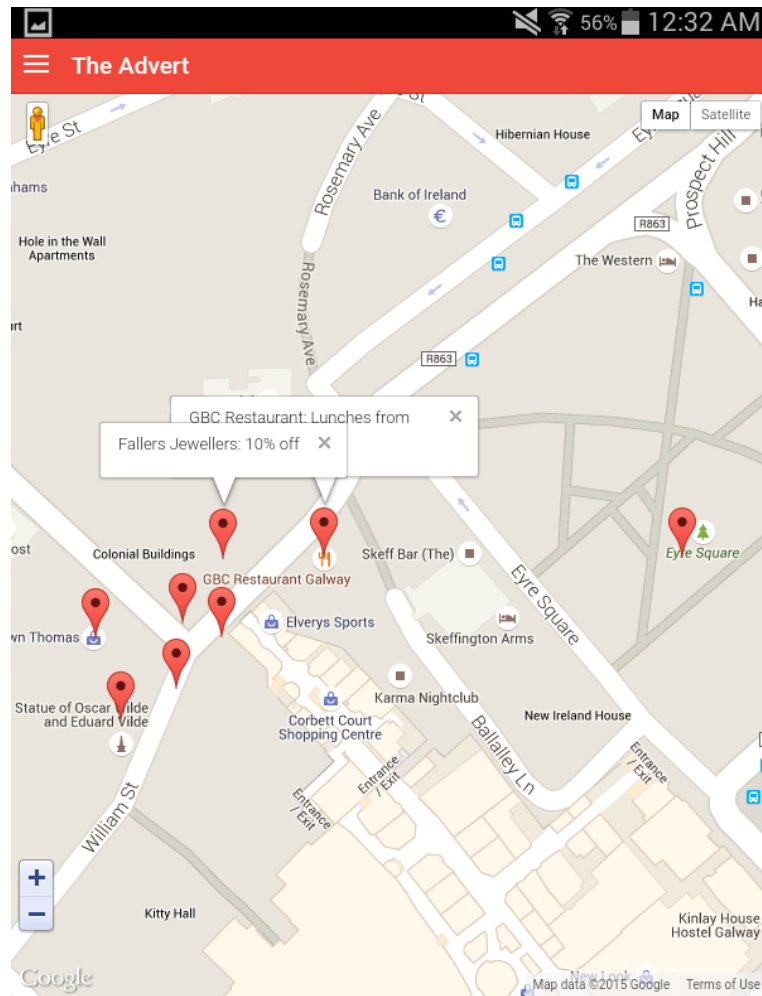 56% 12:32 AM
The Advert
Map Satellite
Eyre St
Rosemary Ave
Hibernian House
Prospect Hill
Bank of Ireland
R863
Hole in the Wall
Apartments
The Western
Rosemary Ave
R863
GBC Restaurant: Lunches from
Fallers Jewellers: 10% off
Colonial Buildings
Skeff Bar (The)
Eyre Square
GBC Restaurant Galway
Eyre Square
Elverys Sports
Skeffington Arms
Statue of Oscar Wilde
and Eduard Vilde
Karma Nightclub
Corbett Court
Shopping Centre
New Ireland House
Ballalley Ln
Entrance
/ Exit
Entrance
/ Exit
Entrance
/ Exit
William St
+
−
Kitty Hall
Kinlay House
Hostel Galway
New Look
Google
Map data ©2015 Google Terms of Use